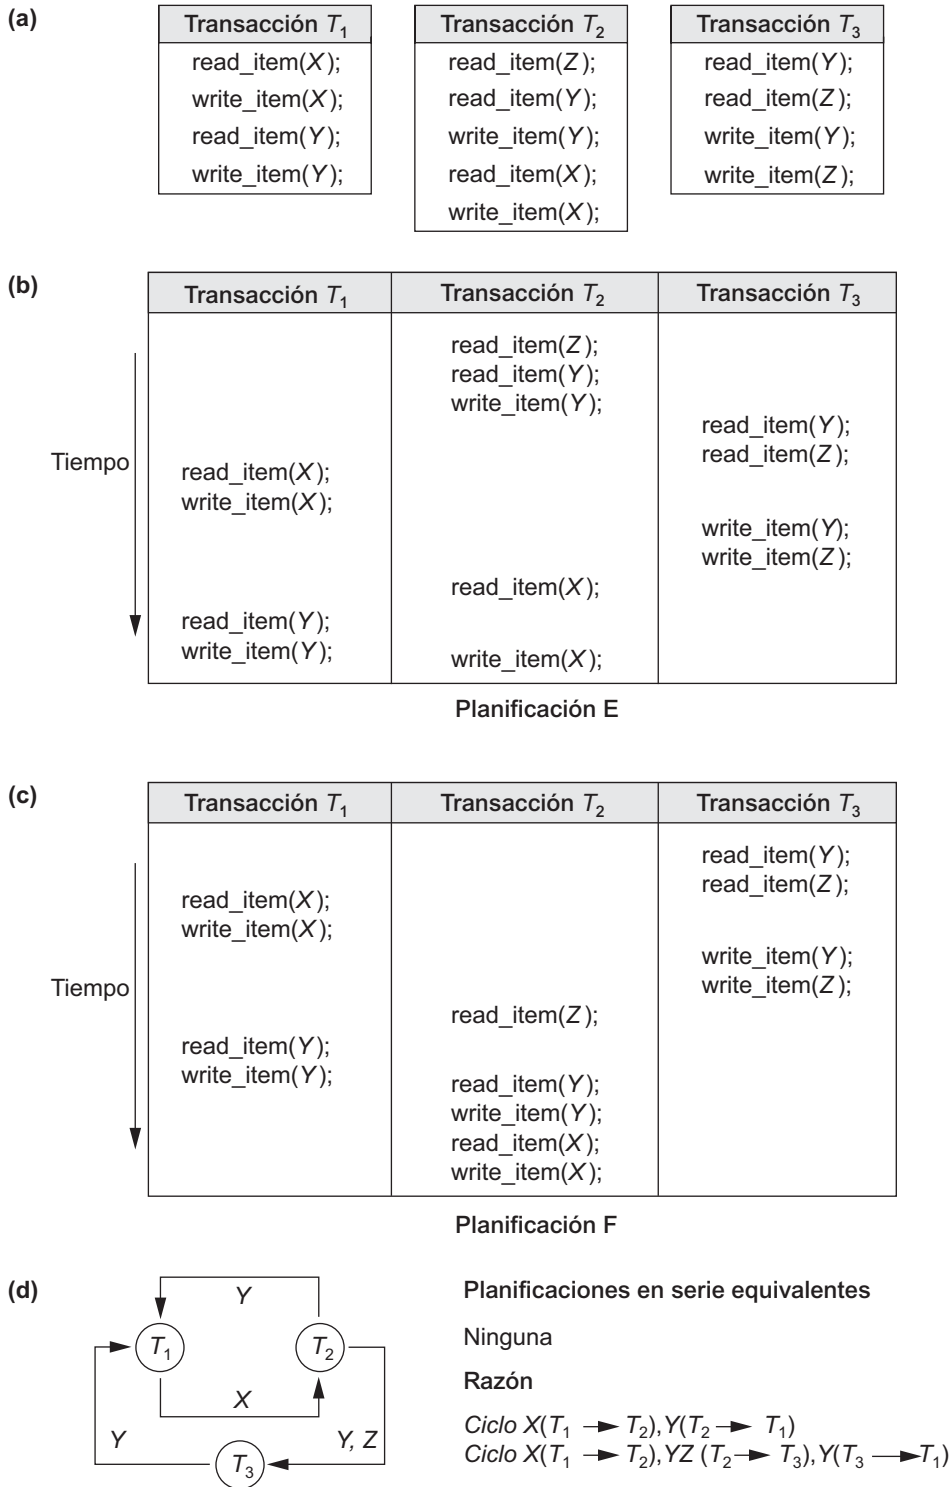 (a)
Transacción T1 Transacción T2 Transacción T3
read_item(X); read_item(Z); read_item(Y);
write_item(X); read_item(Y); read_item(Z);
read_item(Y); write_item(Y); write_item(Y);
write_item(Y); read_item(X); write_item(Z);
write_item(X);
(b)
Transacción T1 Transacción T2 Transacción T3
read_item(Z);
read_item(Y);
write_item(Y);
read_item(Y);
Tiempo read_item(Z);
read_item(X);
write_item(X);
write_item(Y);
write_item(Z);
read_item(X);
read_item(Y);
write_item(Y); write_item(X);
Planificación E
(c)
Transacción T1 Transacción T2 Transacción T3
read_item(Y);
read_item(Z);
read_item(X);
write_item(X);
write_item(Y);
Tiempo write_item(Z);
read_item(Z);
read_item(Y);
write_item(Y);
read_item(Y);
write_item(Y);
read_item(X);
write_item(X);
Planificación F
(d)
Y
T1 T2
X
Y Y, Z
T3
Planificaciones en serie equivalentes
Ninguna
Razón
Ciclo X(T1 → T2),Y(T2 → T1)
Ciclo X(T1 → T2),YZ (T2 → T3),Y(T3 → T1)